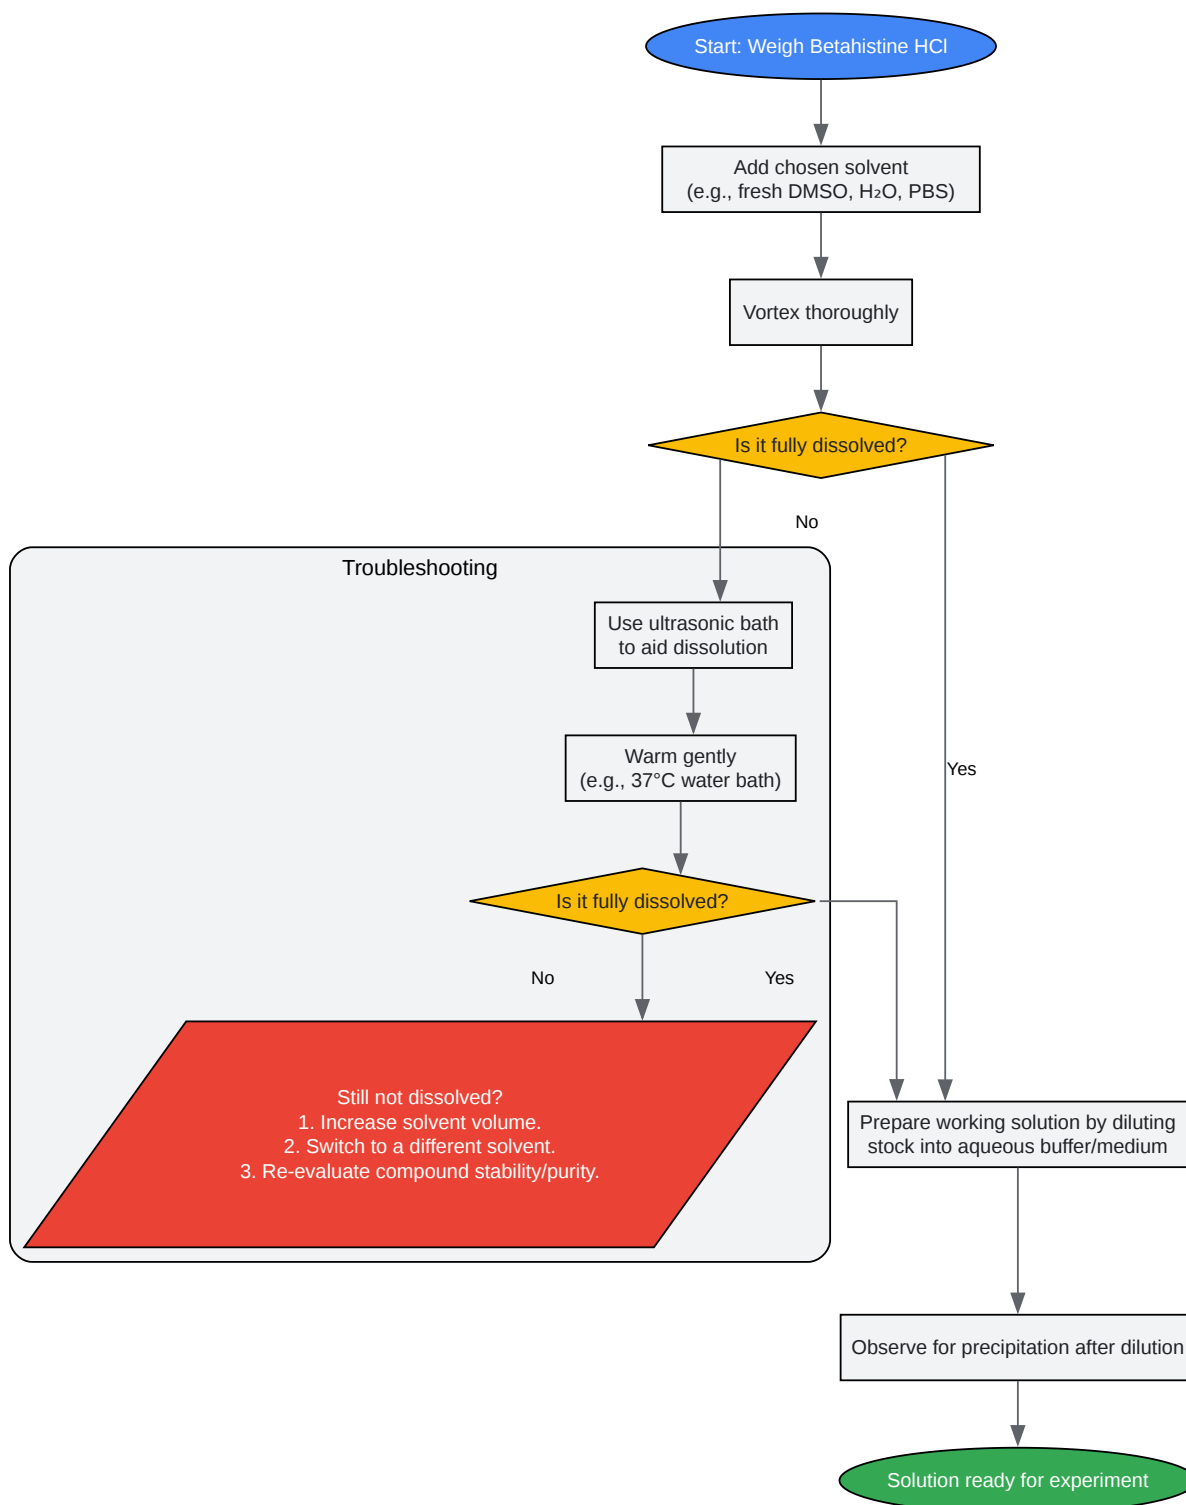 Start: Weigh Betahistine HCl
Add chosen solvent
(e.g., fresh DMSO, H₂O, PBS)
Vortex thoroughly
Is it fully dissolved?
No
Yes
Troubleshooting
Use ultrasonic bath
to aid dissolution
Warm gently
(e.g., 37°C water bath)
Is it fully dissolved?
No
Yes
Still not dissolved?
1. Increase solvent volume.
2. Switch to a different solvent.
3. Re-evaluate compound stability/purity.
Prepare working solution by diluting
stock into aqueous buffer/medium
Observe for precipitation after dilution
Solution ready for experiment